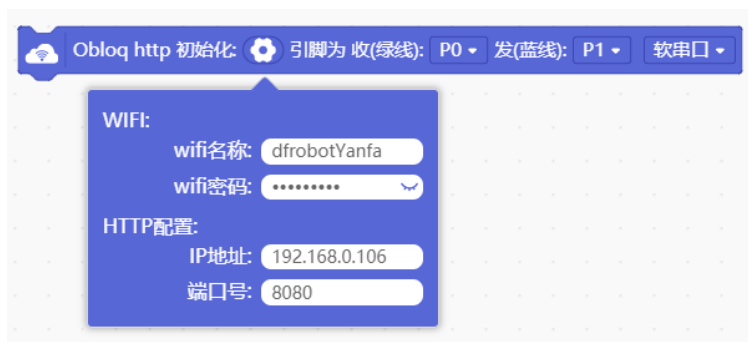 Obloq http 初始化: 引脚为 收(绿线): P0 发(蓝线): P1 软串口
WIFI:
wifi名称: dfrobotYanfa
wifi密码: •••••••••
HTTP配置:
IP地址: 192.168.0.106
端口号: 8080